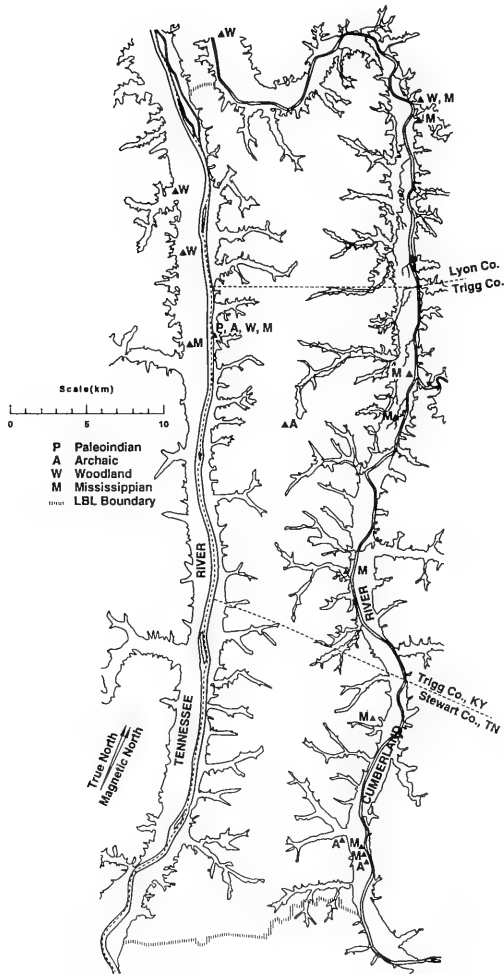 W
W, M
M
W
W
Lyon Co.
Trigg Co.
P, A, W, M
M
M
Scale(km)
0 5 10
M
A
P Paleoindian
A Archaic
W Woodland
M Mississippian
LBL Boundary
RIVER
M
RIVER
Trigg Co., KY
Stewart Co., TN
TENNESSEE
M
True North
Magnetic North
CUMBERLAND
A
M
M
A